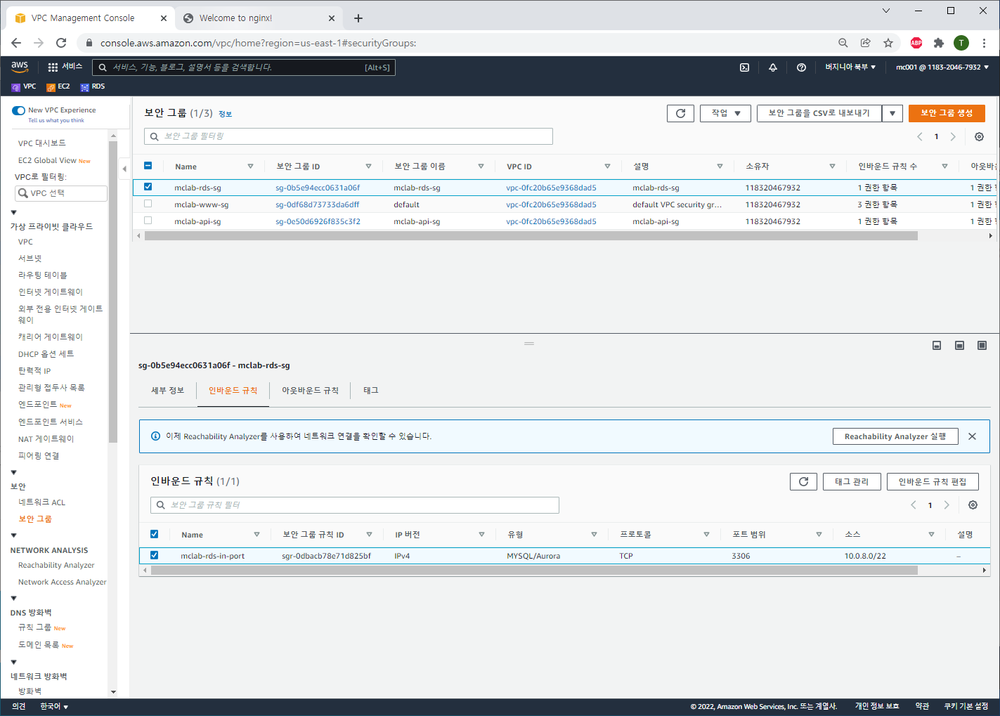 VPC Management Console
Welcome to nginx!
console.aws.amazon.com/vpc/home?region=us-east-1#securityGroups:
ABP
T
aws
서비스
서비스, 기능, 블로그, 설명서 등을 검색합니다. [Alt+S]
버지니아 북부
mc001 @ 1183-2046-7932
VPC EC2 RDS
New VPC Experience
Tell us what you think
VPC 대시보드
EC2 Global View New
VPC로 필터링:
VPC 선택
가상 프라이빗 클라우드
VPC
서브넷
라우팅 테이블
인터넷 게이트웨이
외부 전용 인터넷 게이트
웨이
캐리어 게이트웨이
DHCP 옵션 세트
탄력적 IP
관리형 접두사 목록
엔드포인트 New
엔드포인트 서비스
NAT 게이트웨이
피어링 연결
보안
네트워크 ACL
보안 그룹
NETWORK ANALYSIS
Reachability Analyzer
Network Access Analyzer
DNS 방화벽
규칙 그룹 New
도메인 목록 New
네트워크 방화벽
방화벽
보안 그룹 (1/3) 정보
작업
보안 그룹을 CSV로 내보내기
보안 그룹 생성
보안 그룹 필터링
1
Name 보안 그룹 ID 보안 그룹 이름 VPC ID 설명 소유자 인바운드 규칙 수 아웃바운
mclab-rds-sg sg-0b5e94ecc0631a06f mclab-rds-sg vpc-0fc20b65e9368dad5 mclab-rds-sg 118320467932 1 권한 항목 1 권한 항
mclab-www-sg sg-0df68d73733da6dff default vpc-0fc20b65e9368dad5 default VPC security gr... 118320467932 3 권한 항목 1 권한 항
mclab-api-sg sg-0e50d6926f835c3f2 mclab-api-sg vpc-0fc20b65e9368dad5 mclab-api-sg 118320467932 1 권한 항목 1 권한 항
sg-0b5e94ecc0631a06f - mclab-rds-sg
세부 정보 인바운드 규칙 아웃바운드 규칙 태그
이제 Reachability Analyzer를 사용하여 네트워크 연결을 확인할 수 있습니다.
Reachability Analyzer 실행
인바운드 규칙 (1/1)
태그 관리
인바운드 규칙 편집
보안 그룹 규칙 필터
1
Name 보안 그룹 규칙 ID IP 버전 유형 프로토콜 포트 범위 소스 설명
mclab-rds-in-port sgr-0dbacb78e71d825bf IPv4 MYSQL/Aurora TCP 3306 10.0.8.0/22 –
의견 한국어
© 2022, Amazon Web Services, Inc. 또는 계열사. 개인 정보 보호 약관 쿠키 기본 설정